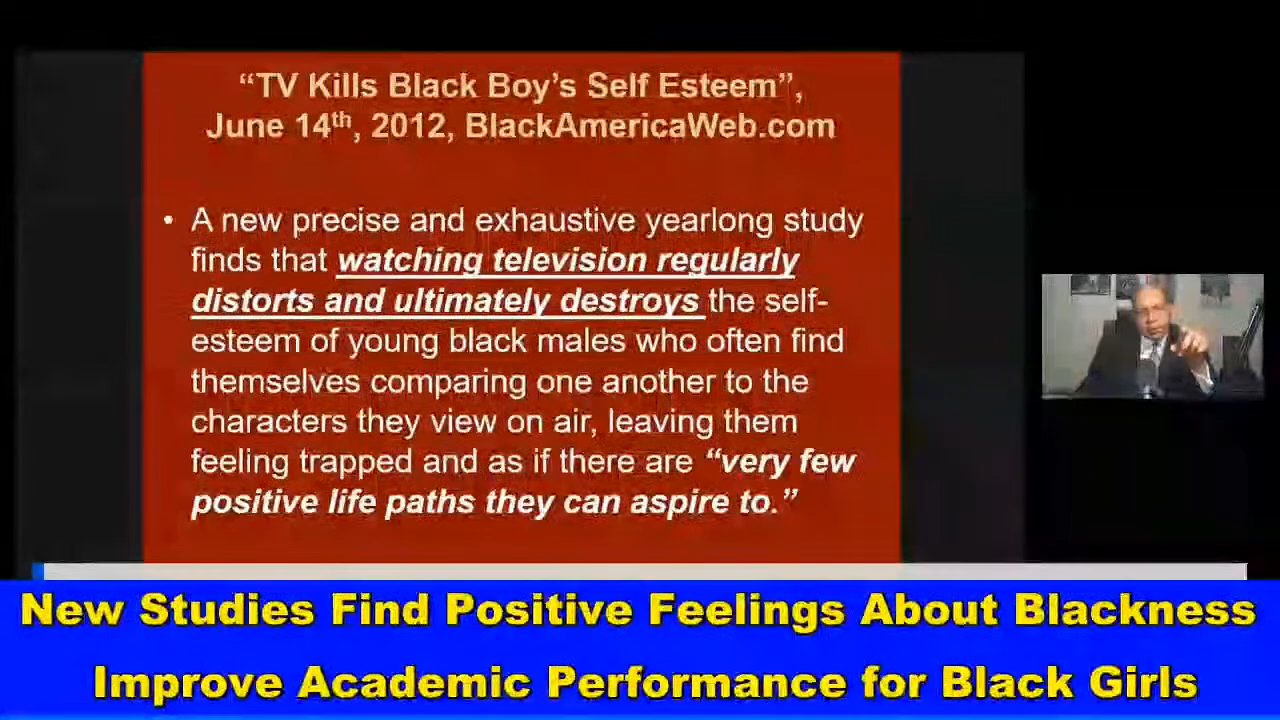 “TV Kills Black Boy’s Self Esteem”,
June 14th, 2012, BlackAmericaWeb.com
• A new precise and exhaustive yearlong study
finds that watching television regularly
distorts and ultimately destroys the self-
esteem of young black males who often find
themselves comparing one another to the
characters they view on air, leaving them
feeling trapped and as if there are “very few
positive life paths they can aspire to.”
New Studies Find Positive Feelings About Blackness
Improve Academic Performance for Black Girls